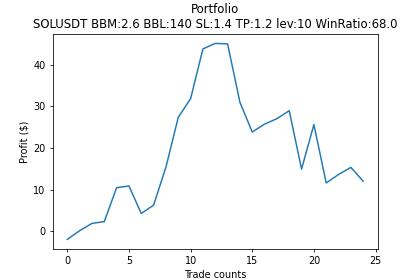 Portfolio
SOLUSDT BBM:2.6 BBL:140 SL:1.4 TP:1.2 lev:10 WinRatio:68.0
Profit ($)
40
30
20
10
0
0 5 10 15 20 25
Trade counts